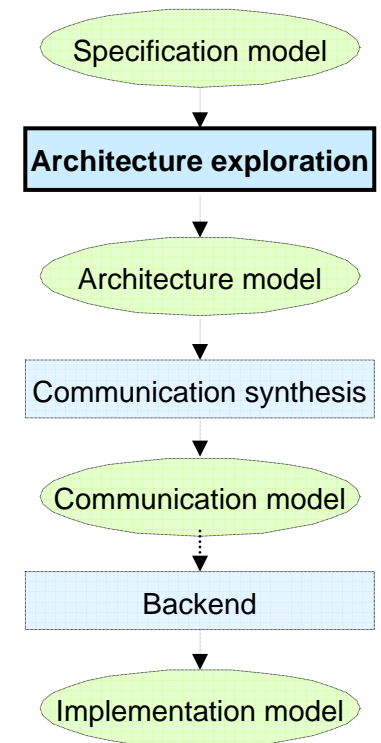 Specification model
Architecture exploration
Architecture model
Communication synthesis
Communication model
Backend
Implementation model